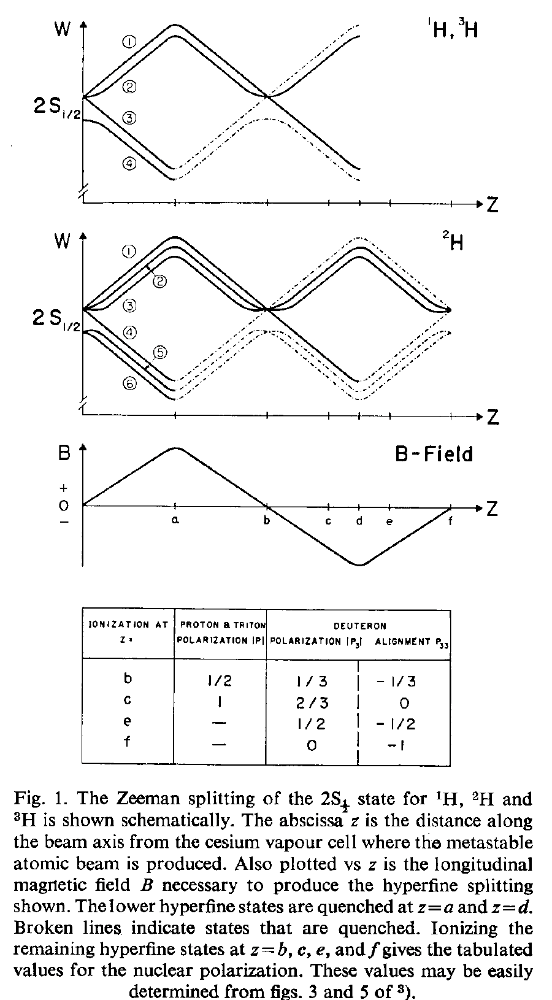 W
¹H, ³H
①
②
2S1/2
③
④
Z
W
²H
①
②
③
2S1/2
④
⑤
⑥
Z
B
B-Field
+
0
Z
−
a b c d e f
IONIZATION AT PROTON & TRITON DEUTERON
Z = POLARIZATION |P| POLARIZATION |P₃| ALIGNMENT P₃₃
b 1/2 1/3 - 1/3
c 1 2/3 0
e — 1/2 - 1/2
f — 0 -1
Fig. 1. The Zeeman splitting of the 2S½ state for ¹H, ²H and
³H is shown schematically. The abscissa z is the distance along
the beam axis from the cesium vapour cell where the metastable
atomic beam is produced. Also plotted vs z is the longitudinal
magnetic field B necessary to produce the hyperfine splitting
shown. The lower hyperfine states are quenched at z=a and z=d.
Broken lines indicate states that are quenched. Ionizing the
remaining hyperfine states at z=b, c, e, and f gives the tabulated
values for the nuclear polarization. These values may be easily
determined from figs. 3 and 5 of ³).